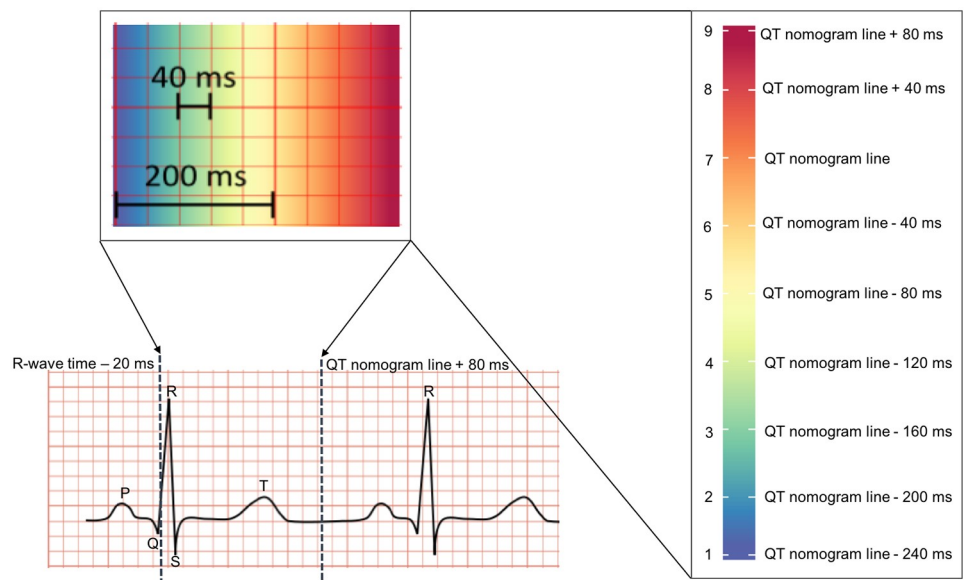 40 ms
200 ms
9 QT nomogram line + 80 ms
8 QT nomogram line + 40 ms
7 QT nomogram line
6 QT nomogram line - 40 ms
5 QT nomogram line - 80 ms
4 QT nomogram line - 120 ms
3 QT nomogram line - 160 ms
2 QT nomogram line - 200 ms
1 QT nomogram line - 240 ms
R-wave time – 20 ms
QT nomogram line + 80 ms
R
R
P
T
Q
S